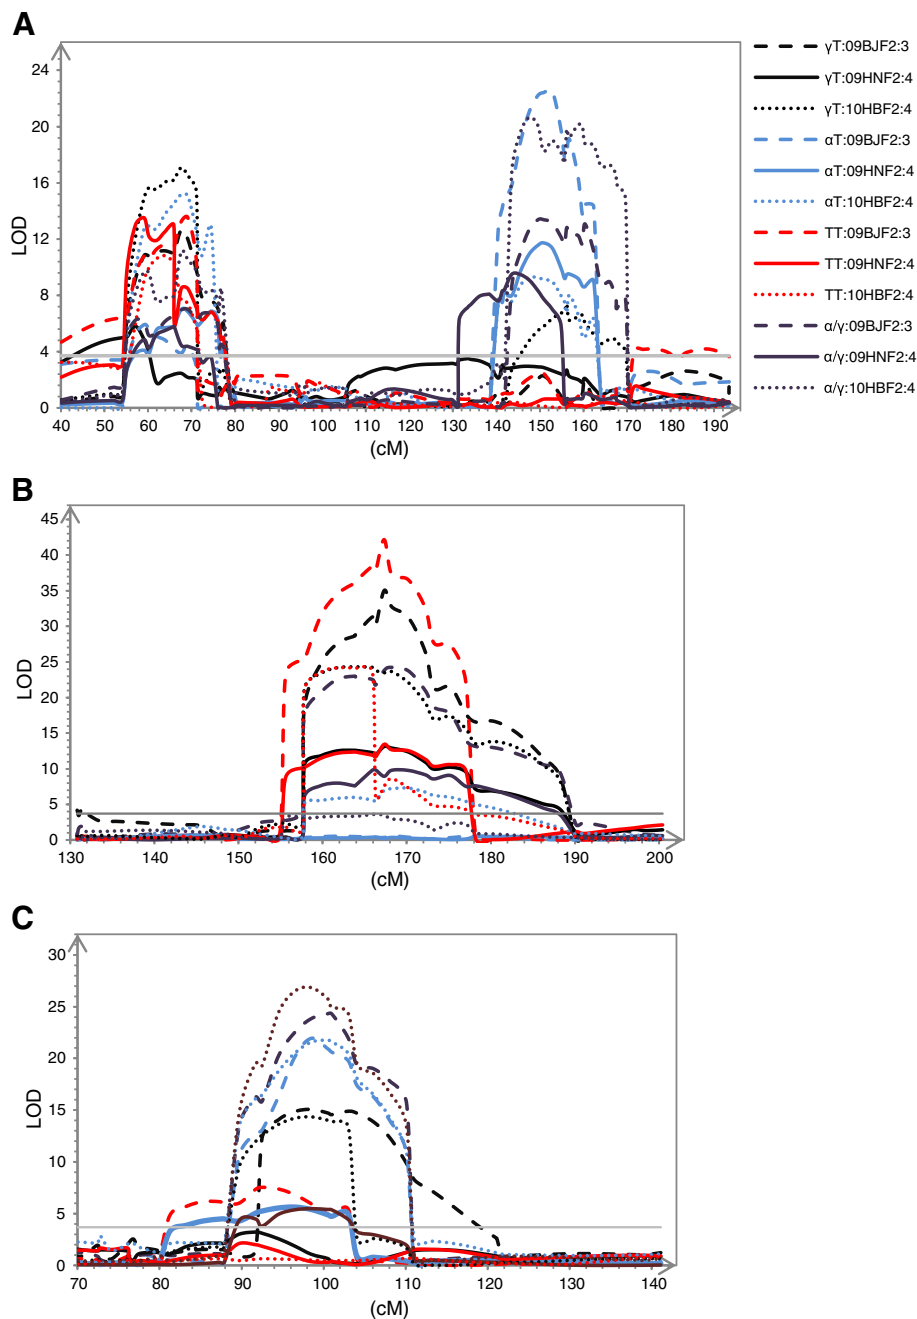 A
24
20
16
12
8
4
0
LOD
40 50 60 70 80 90 100 110 120 130 140 150 160 170 180 190
(cM)
γT:09BJF2:3
γT:09HNF2:4
γT:10HBF2:4
αT:09BJF2:3
αT:09HNF2:4
αT:10HBF2:4
TT:09BJF2:3
TT:09HNF2:4
TT:10HBF2:4
α/γ:09BJF2:3
α/γ:09HNF2:4
α/γ:10HBF2:4
B
45
40
35
30
25
20
15
10
5
0
LOD
130 140 150 160 170 180 190 200
(cM)
C
30
25
20
15
10
5
0
LOD
70 80 90 100 110 120 130 140
(cM)